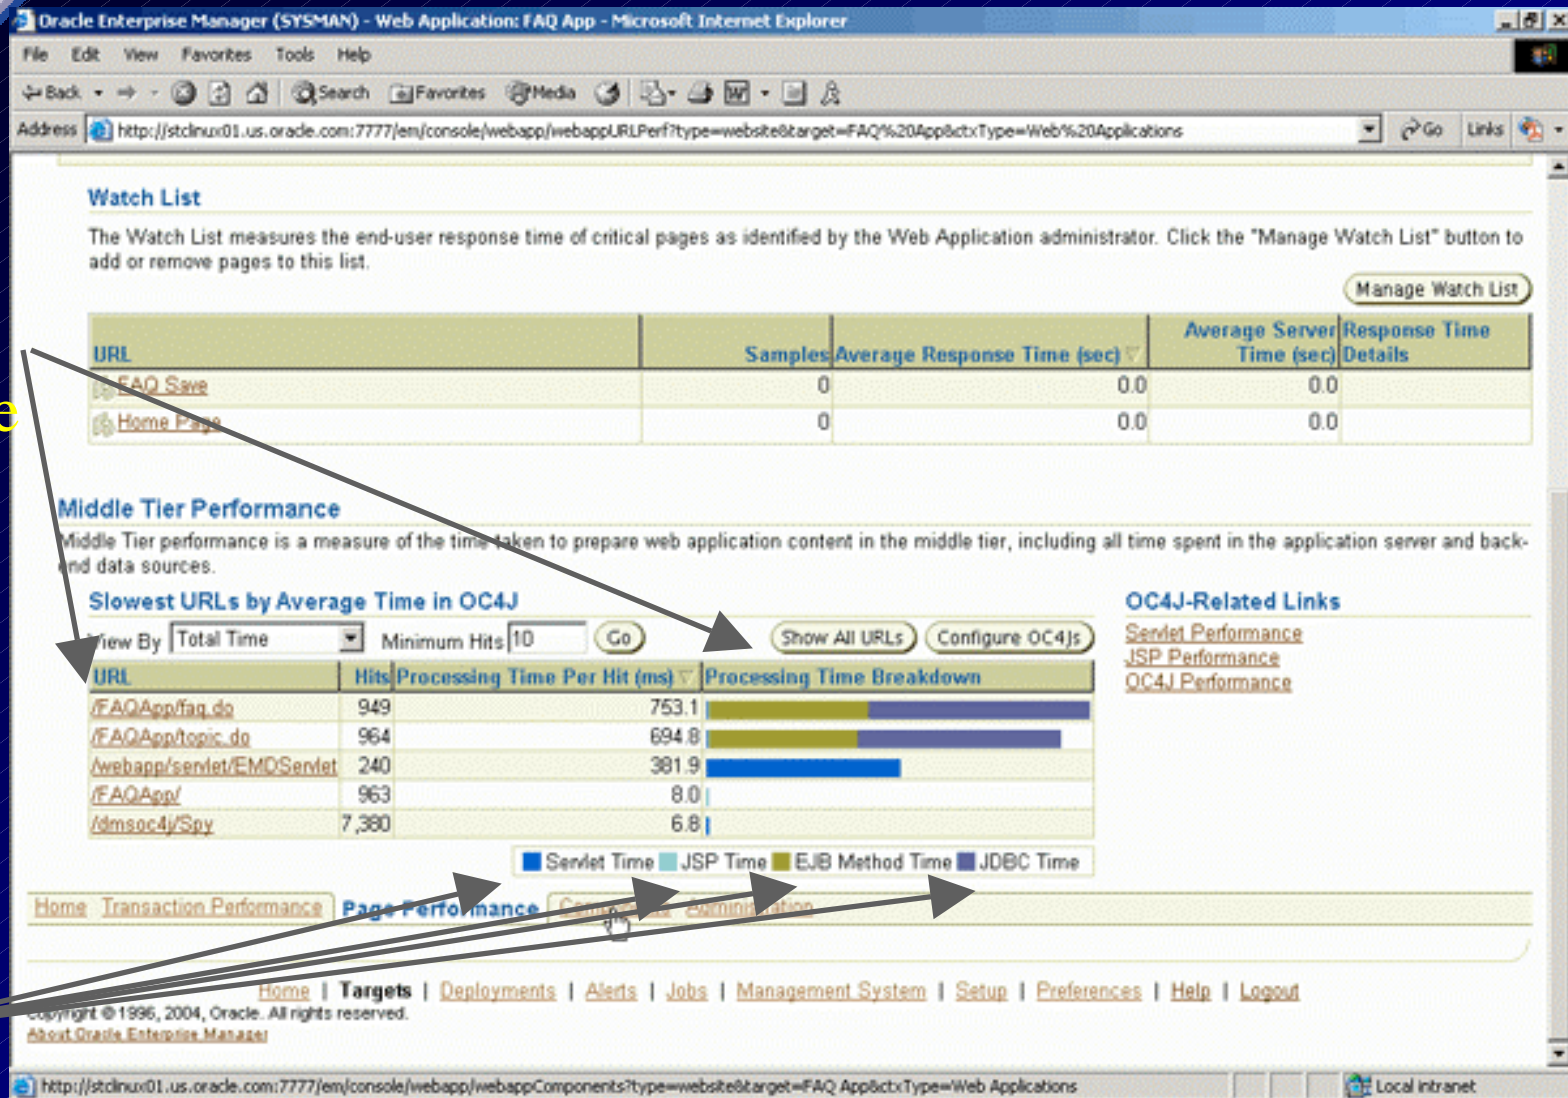 Oracle Enterprise Manager (SYSMAN) - Web Application: FAQ App - Microsoft Internet Explorer
File Edit View Favorites Tools Help
Back Search Favorites Media
Address http://stclinux01.us.oracle.com:7777/em/console/webapp/webappURLPerf?type=website&target=FAQ%20App&ctxType=Web%20Applications Go Links
Watch List
The Watch List measures the end-user response time of critical pages as identified by the Web Application administrator. Click the "Manage Watch List" button to
add or remove pages to this list.
Manage Watch List
URL Samples Average Response Time (sec) Average Server Time (sec) Response Time Details
FAQ Save 0 0.0 0.0
e
Home Page 0 0.0 0.0
Middle Tier Performance
Middle Tier performance is a measure of the time taken to prepare web application content in the middle tier, including all time spent in the application server and back-
end data sources.
Slowest URLs by Average Time in OC4J
View By Total Time Minimum Hits 10 Go Show All URLs Configure OC4Js
URL Hits Processing Time Per Hit (ms) Processing Time Breakdown
/FAQApp/faq.do 949 753.1
/FAQApp/topic.do 964 694.8
/webapp/servlet/EMDServlet 240 381.9
/FAQApp/ 963 8.0
/dmsoc4j/Spy 7,380 6.8
Servlet Time JSP Time EJB Method Time JDBC Time
OC4J-Related Links
Servlet Performance
JSP Performance
OC4J Performance
Home Transaction Performance Page Performance Components Administration
Home | Targets | Deployments | Alerts | Jobs | Management System | Setup | Preferences | Help | Logout
Copyright © 1996, 2004, Oracle. All rights reserved.
About Oracle Enterprise Manager
http://stclinux01.us.oracle.com:7777/em/console/webapp/webappComponents?type=website&target=FAQ App&ctxType=Web Applications Local intranet